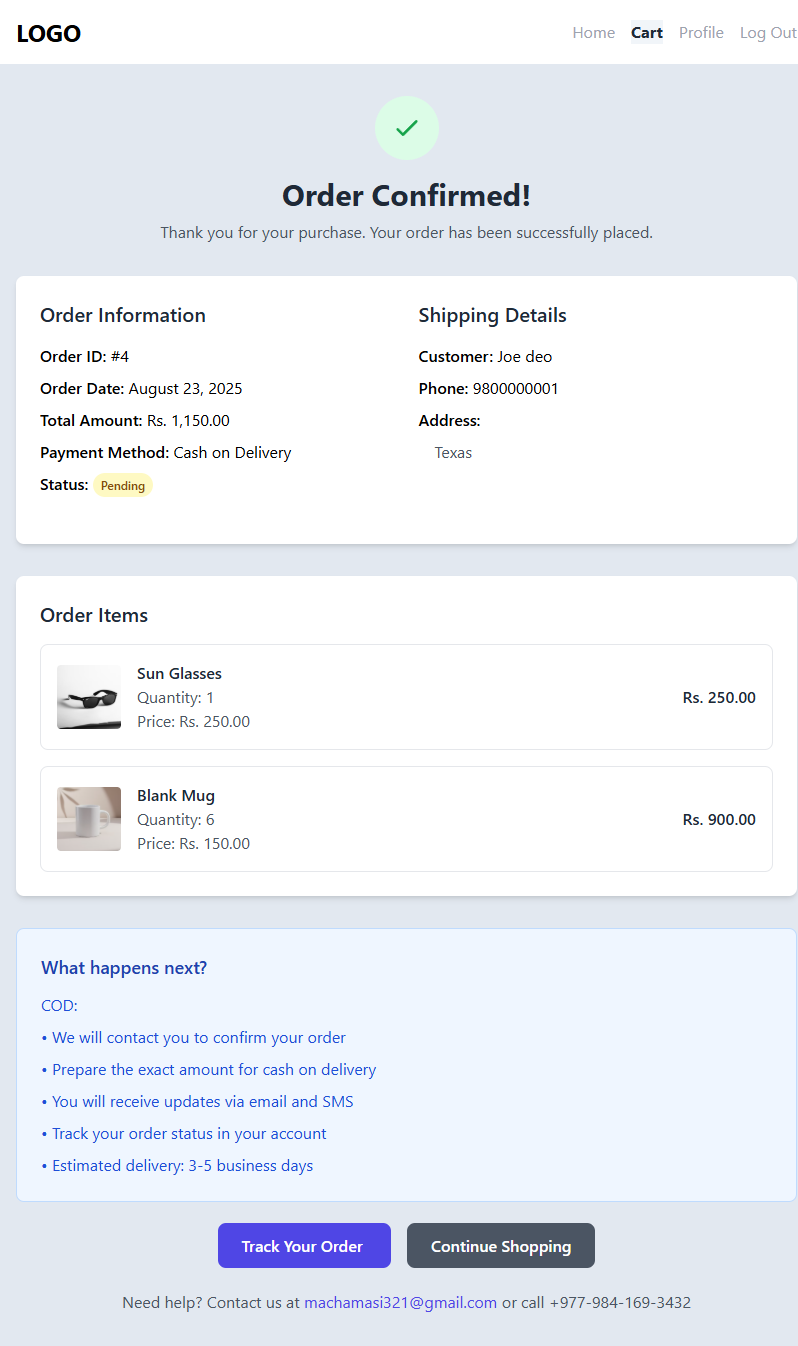 LOGO
Home Cart Profile Log Out
Order Confirmed!
Thank you for your purchase. Your order has been successfully placed.
Order Information
Order ID: #4
Order Date: August 23, 2025
Total Amount: Rs. 1,150.00
Payment Method: Cash on Delivery
Status: Pending
Shipping Details
Customer: Joe deo
Phone: 9800000001
Address:
Texas
Order Items
Sun Glasses
Quantity: 1
Price: Rs. 250.00
Rs. 250.00
Blank Mug
Quantity: 6
Price: Rs. 150.00
Rs. 900.00
What happens next?
COD:
• We will contact you to confirm your order
• Prepare the exact amount for cash on delivery
• You will receive updates via email and SMS
• Track your order status in your account
• Estimated delivery: 3-5 business days
Track Your Order
Continue Shopping
Need help? Contact us at machamasi321@gmail.com or call +977-984-169-3432